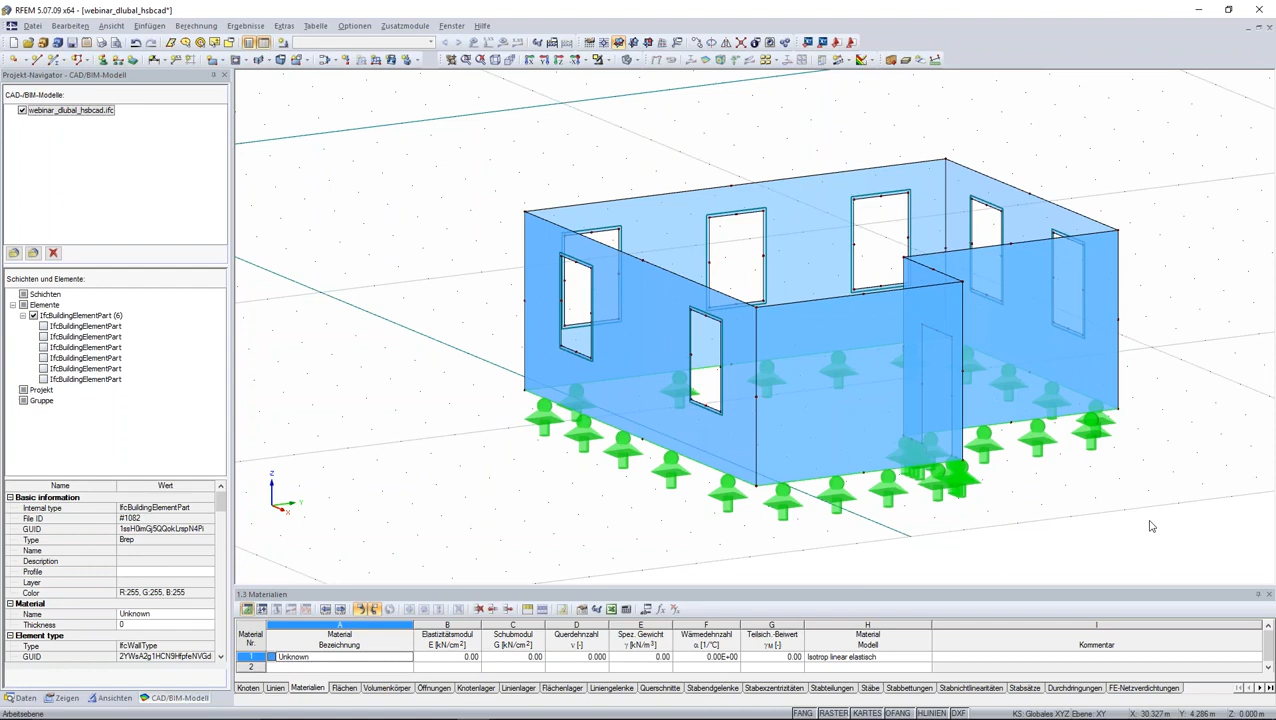 RFEM 5.07.09 x64 - [webinar_dlubal_hsbcad*]
Datei Bearbeiten Ansicht Einfügen Berechnung Ergebnisse Extras Tabelle Optionen Zusatzmodule Fenster Hilfe
Projekt-Navigator - CAD/BIM-Modell
CAD-/BIM-Modelle:
webinar_dlubal_hsbcad.ifc
Schichten und Elemente:
Schichten
Elemente
IfcBuildingElementPart (6)
IfcBuildingElementPart
IfcBuildingElementPart
IfcBuildingElementPart
IfcBuildingElementPart
IfcBuildingElementPart
IfcBuildingElementPart
Projekt
Gruppe
Name Wert
Basic information
Internal type IfcBuildingElementPart
File ID #1082
GUID
Type Brep
Name
Description
Profile
Layer
Color R:255, G:255, B:255
Material
Name Unknown
Thickness 0
Element type
Type IfcWallType
GUID
Daten Zeigen Ansichten CAD/BIM-Modell
Z
Y
X
1.3 Materialien
A B C D E F G H I
Material Material Elastizitätsmodul Schubmodul Querdehnzahl Spez. Gewicht Wärmedehnzahl Teilsich.-Beiwert Material
Nr. Bezeichnung E [kN/cm²] G [kN/cm²] ν [-] γ [kN/m³] α [1/°C] γM [-] Modell Kommentar
1 Unknown 0.00 0.00 0.000 0.00 0.00E+00 0.00 Isotrop linear elastisch
2
Knoten Linien Materialien Flächen Volumenkörper Öffnungen Knotenlager Linienlager Flächenlager Liniengelenke Querschnitte Stabendgelenke Stabexzentrizitäten Stabteilungen Stäbe Stabbettungen Stabnichtlinearitäten Stabsätze Durchdringungen FE-Netzverdichtungen
Arbeitsebene FANG RASTER KARTES OFANG HLINIEN DXF KS: Globales XYZ Ebene: XY X: 30.327 m Y: 4.286 m Z: 0.000 m